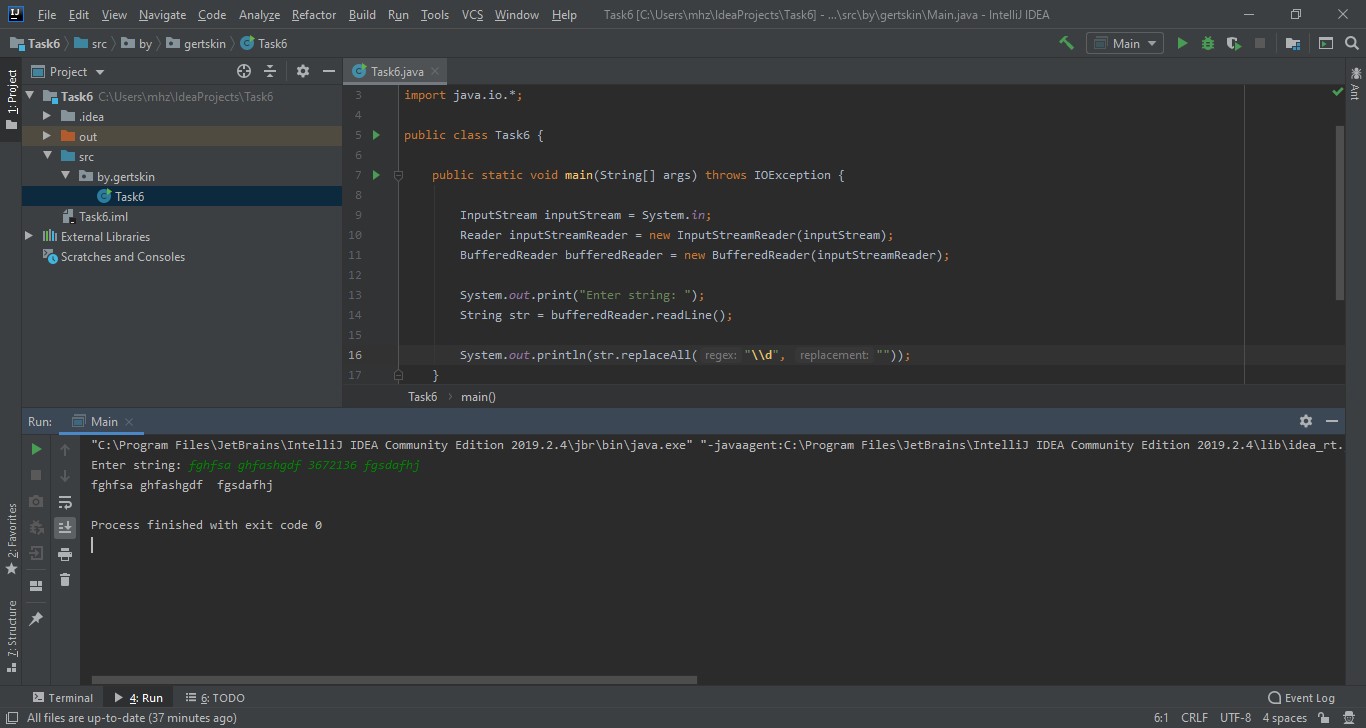 File Edit View Navigate Code Analyze Refactor Build Run Tools VCS Window Help Task6 [C:\Users\mhz\IdeaProjects\Task6] - ...\src\by\gertskin\Main.java - IntelliJ IDEA
Task6 src by gertskin Task6 Main
1: Project
Project
Task6 C:\Users\mhz\IdeaProjects\Task6
.idea
out
src
by.gertskin
Task6
Task6.iml
External Libraries
Scratches and Consoles
Task6.java
3 import java.io.*;
4
5 public class Task6 {
6
7 public static void main(String[] args) throws IOException {
8
9 InputStream inputStream = System.in;
10 Reader inputStreamReader = new InputStreamReader(inputStream);
11 BufferedReader bufferedReader = new BufferedReader(inputStreamReader);
12
13 System.out.print("Enter string: ");
14 String str = bufferedReader.readLine();
15
16 System.out.println(str.replaceAll( regex: "\\d", replacement: ""));
17 }
Task6 main()
Ant
Run: Main
"C:\Program Files\JetBrains\IntelliJ IDEA Community Edition 2019.2.4\jbr\bin\java.exe" "-javaagent:C:\Program Files\JetBrains\IntelliJ IDEA Community Edition 2019.2.4\lib\idea_rt.
Enter string: fghfsa ghfashgdf 3672136 fgsdafhj
fghfsa ghfashgdf  fgsdafhj
Process finished with exit code 0
2: Favorites
7: Structure
Terminal 4: Run 6: TODO Event Log
All files are up-to-date (37 minutes ago) 6:1 CRLF UTF-8 4 spaces